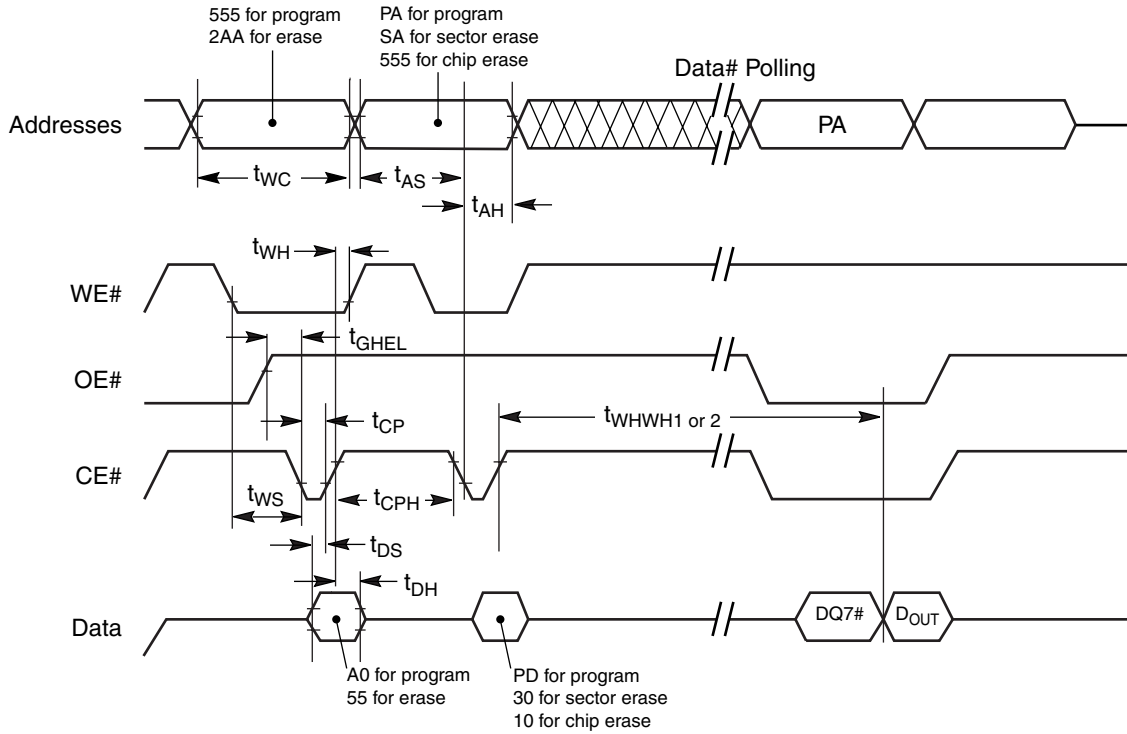 555 for program
2AA for erase
PA for program
SA for sector erase
555 for chip erase
Data# Polling
Addresses
PA
tWC
tAS
tAH
tWH
WE#
tGHEL
OE#
tWHWH1 or 2
tCP
CE#
tWS
tCPH
tDS
tDH
Data
DQ7#
DOUT
A0 for program
55 for erase
PD for program
30 for sector erase
10 for chip erase